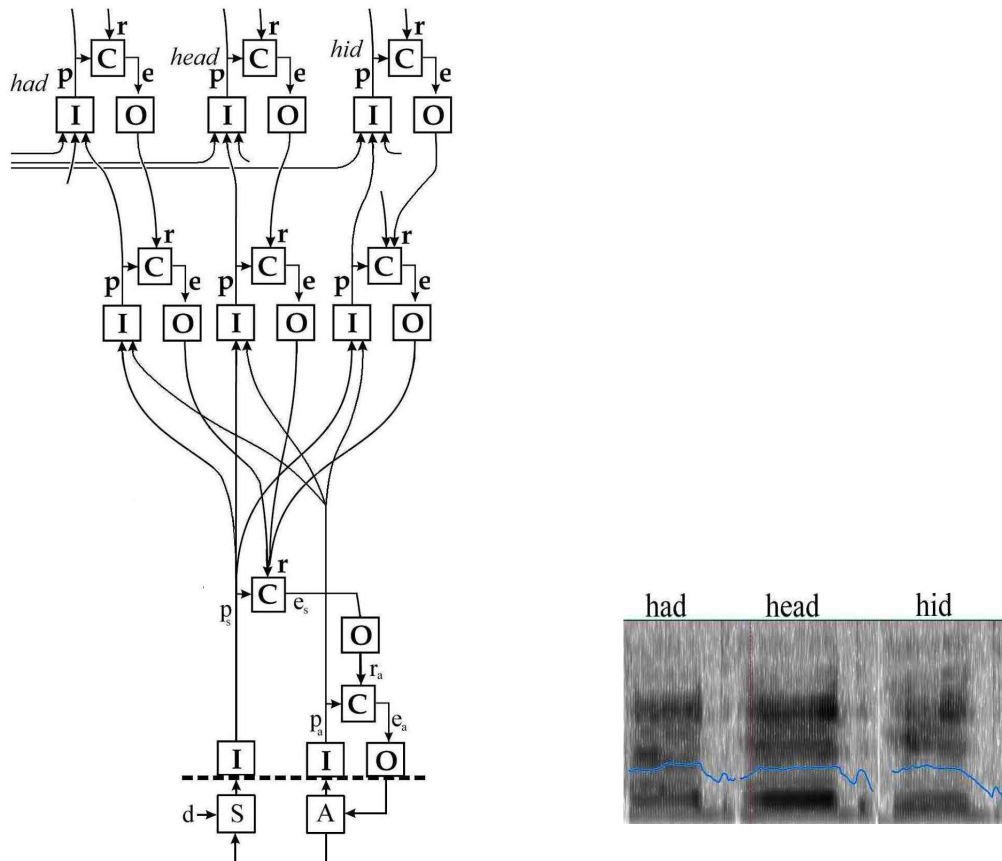 r r r
had C head C hid C
p e p e p e
I O I O I O
r r r
C C C
p e p e p e
I O I O I O
r
C
p_s e_s
O
r_a
C
p_a e_a
I I O
d S A
had head hid